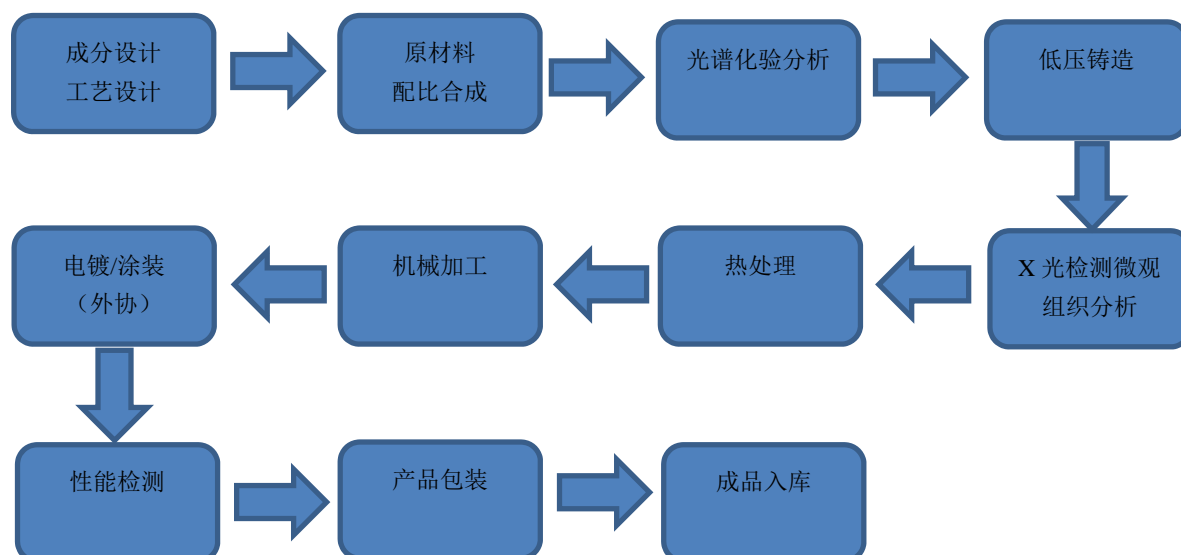 成分设计
工艺设计
原材料
配比合成
光谱化验分析
低压铸造
X 光检测微观
组织分析
热处理
机械加工
电镀/涂装
（外协）
性能检测
产品包装
成品入库